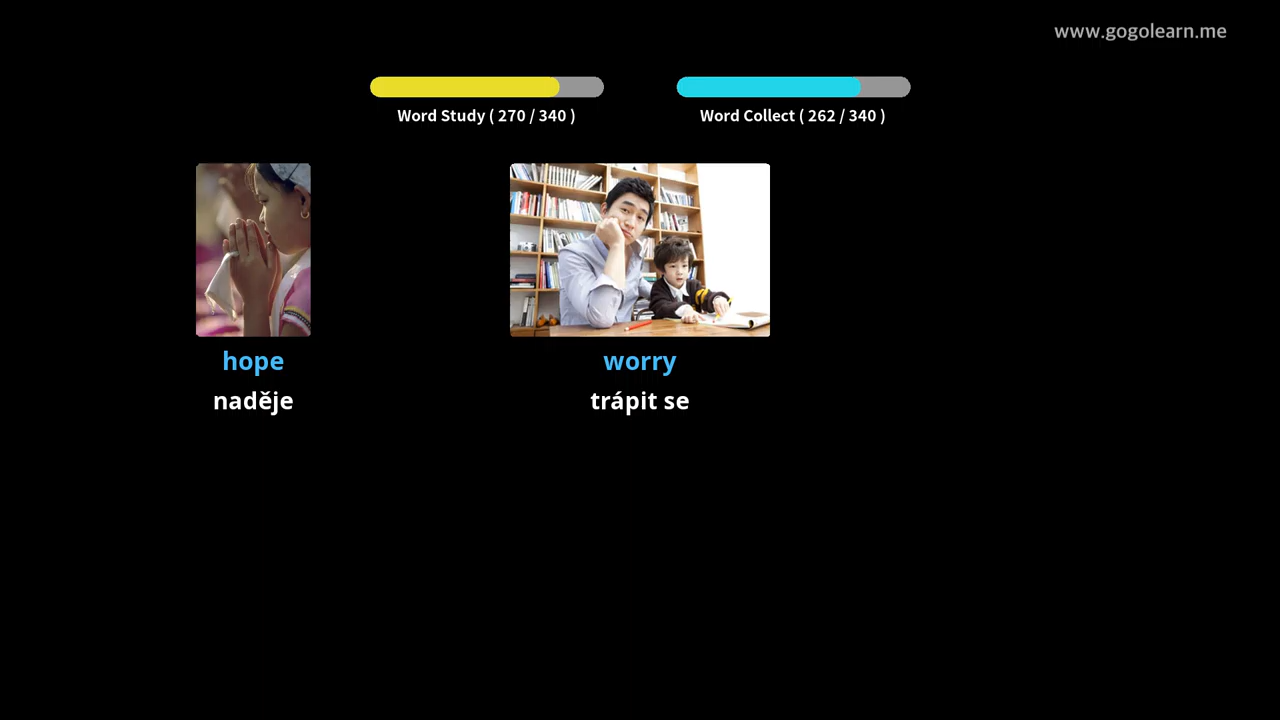 www.gogolearn.me
Word Study ( 270 / 340 )
Word Collect ( 262 / 340 )
hope
worry
naděje
trápit se